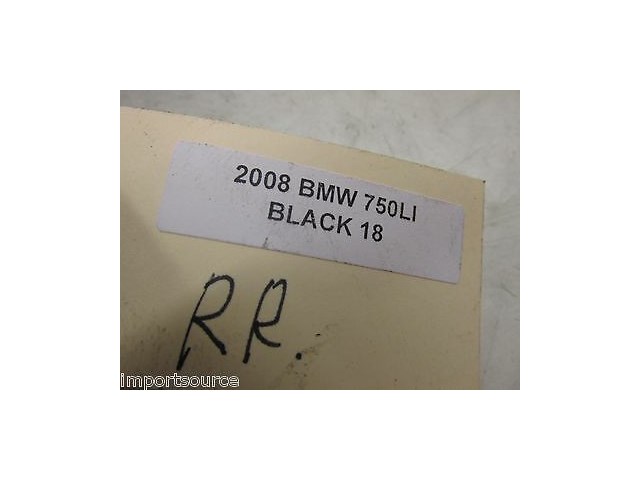 2008 BMW 750LI
BLACK 18
RR.
importsource